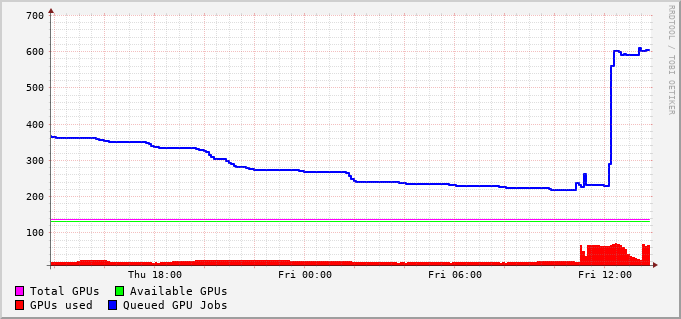 700
600
500
400
300
200
100
Thu 18:00 Fri 00:00 Fri 06:00 Fri 12:00
Total GPUs Available GPUs
GPUs used Queued GPU Jobs
RRDTOOL / TOBI OETIKER